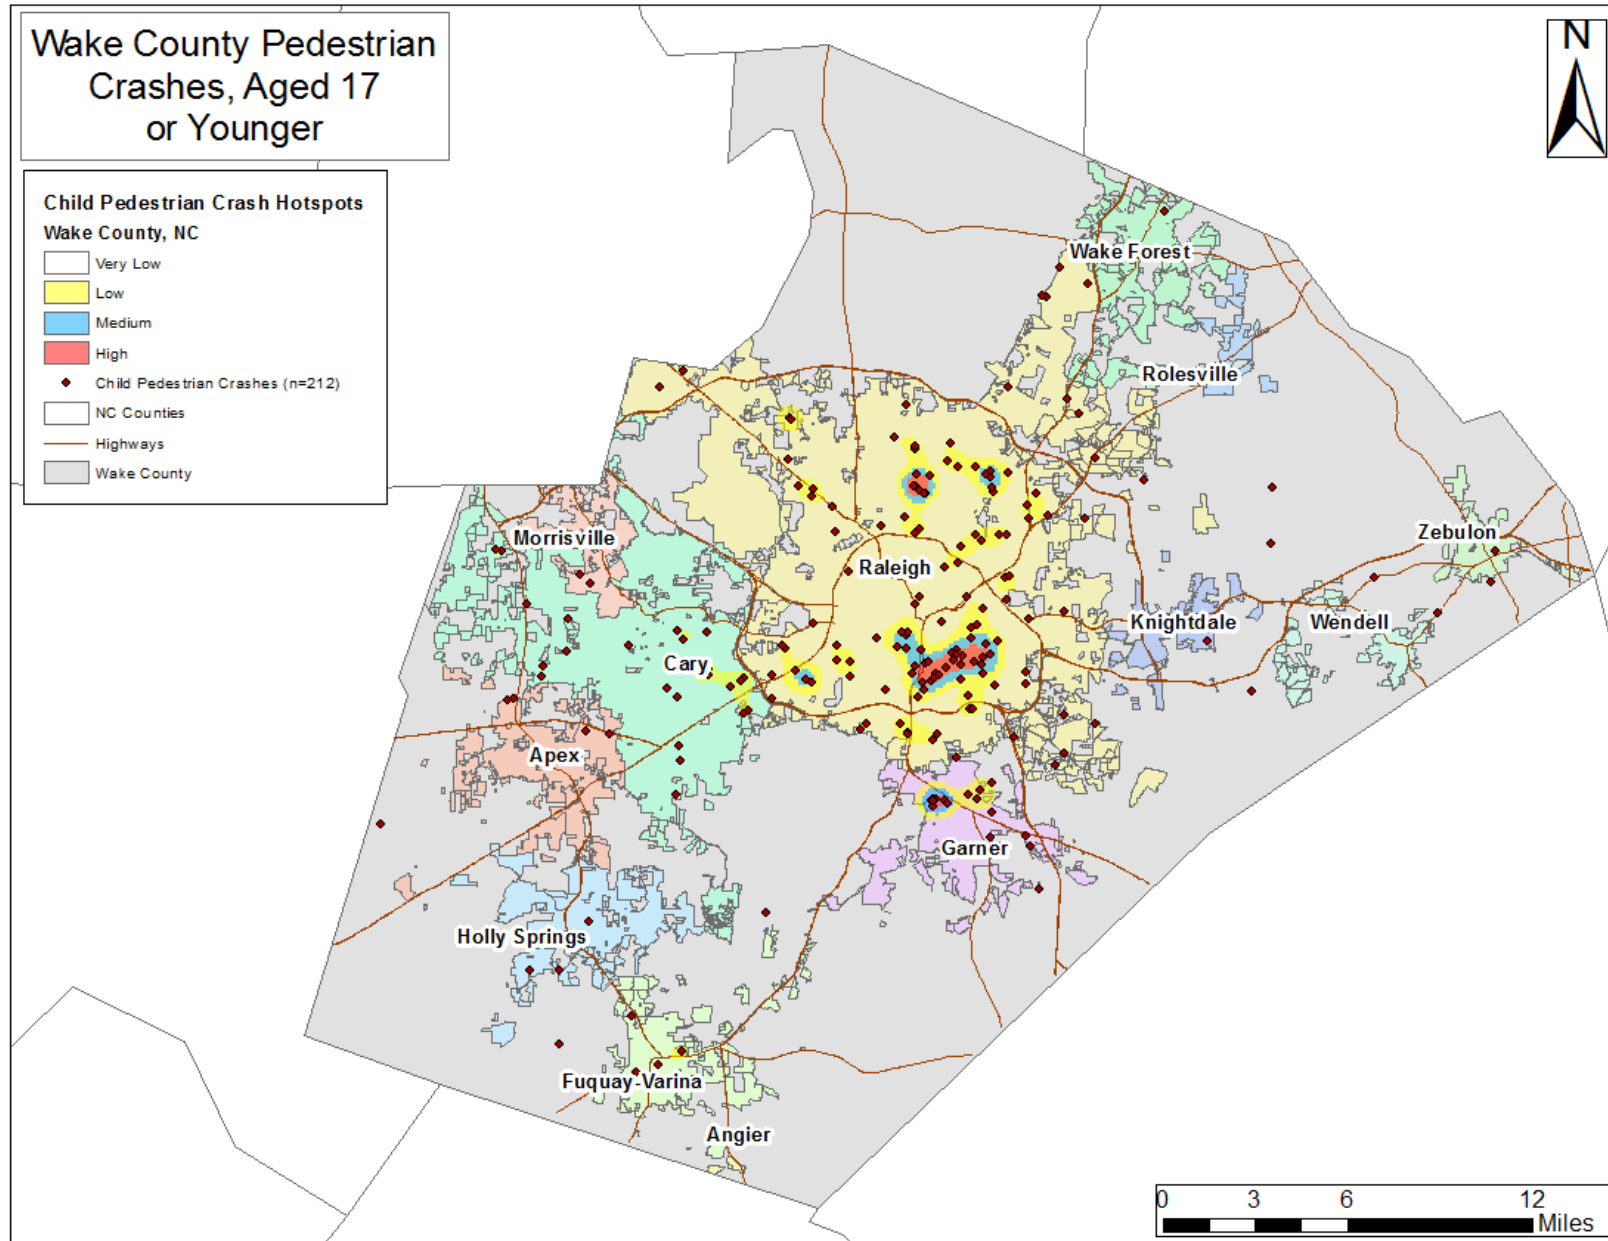 Wake County Pedestrian
Crashes, Aged 17
or Younger
N
Child Pedestrian Crash Hotspots
Wake County, NC
Very Low
Low
Medium
High
Child Pedestrian Crashes (n=212)
NC Counties
Highways
Wake County
Wake Forest
Rolesville
Zebulon
Morrisville
Raleigh
Knightdale
Wendell
Cary
Apex
Garner
Holly Springs
Fuquay-Varina
Angier
0 3 6 12
Miles